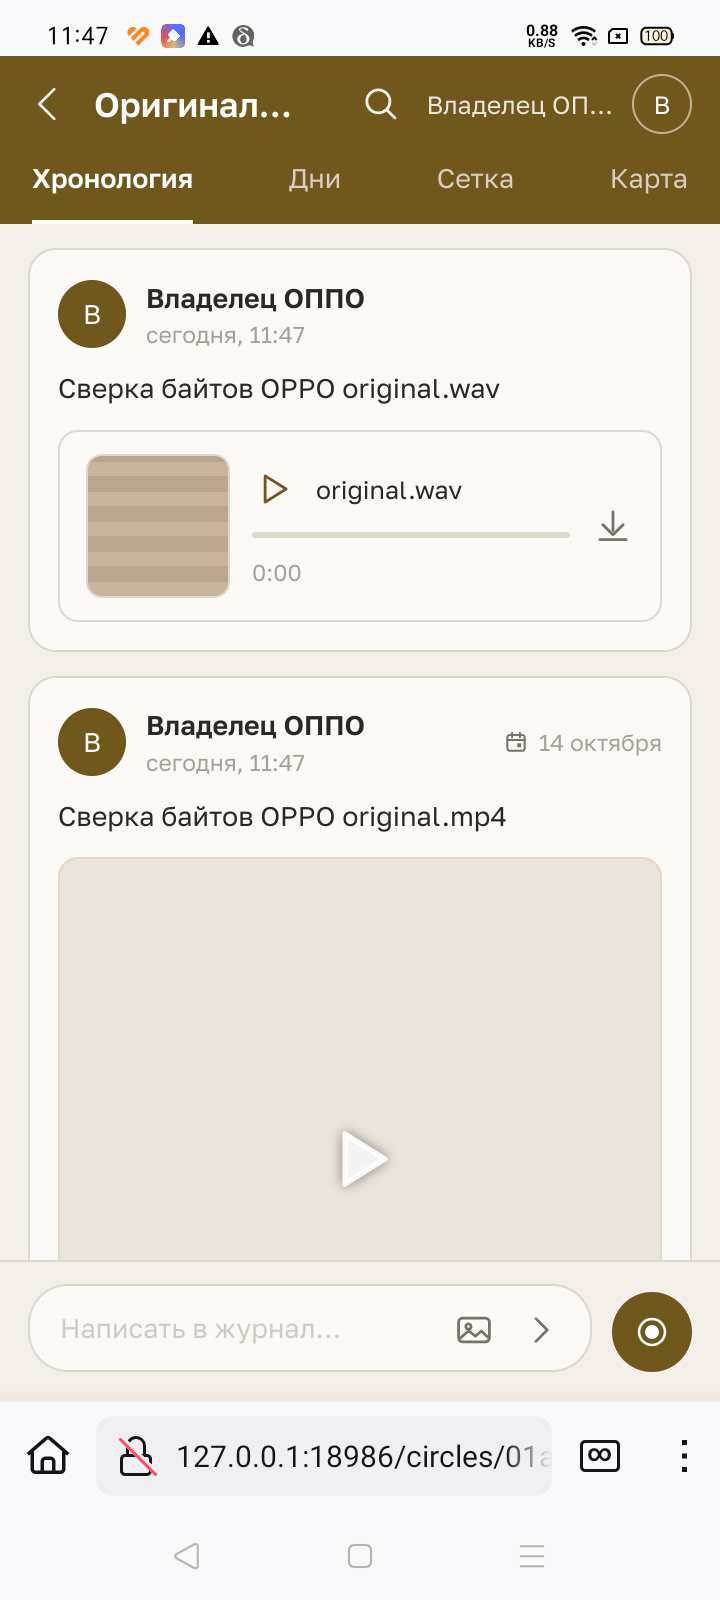 11:47
0.88
KB/S
100
Оригинал...
Владелец ОП...
В
Хронология
Дни
Сетка
Карта
В
Владелец ОППО
сегодня, 11:47
Сверка байтов OPPO original.wav
original.wav
0:00
В
Владелец ОППО
сегодня, 11:47
14 октября
Сверка байтов OPPO original.mp4
Написать в журнал...
127.0.0.1:18986/circles/01a